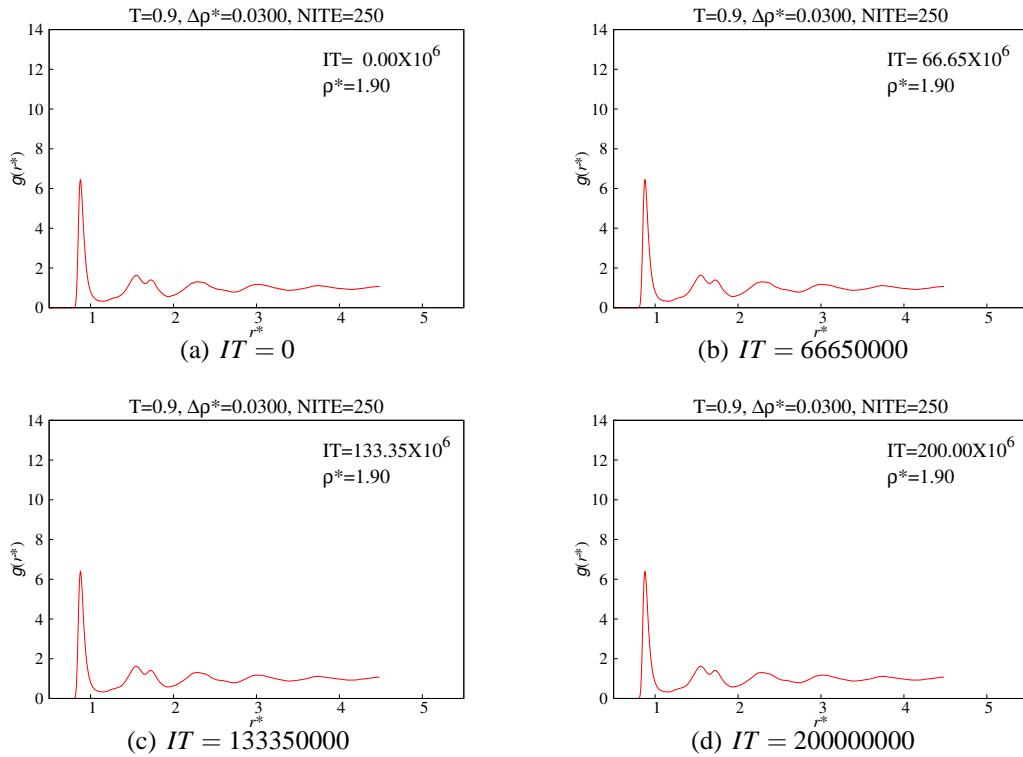 T=0.9, Δρ*=0.0300, NITE=250
14
12
10
8
6
4
2
0
g(r*)
IT= 0.00X10^6
ρ*=1.90
1 2 3 4 5
r*
(a) IT = 0
T=0.9, Δρ*=0.0300, NITE=250
14
12
10
8
6
4
2
0
g(r*)
IT= 66.65X10^6
ρ*=1.90
1 2 3 4 5
r*
(b) IT = 66650000
T=0.9, Δρ*=0.0300, NITE=250
14
12
10
8
6
4
2
0
g(r*)
IT=133.35X10^6
ρ*=1.90
1 2 3 4 5
r*
(c) IT = 133350000
T=0.9, Δρ*=0.0300, NITE=250
14
12
10
8
6
4
2
0
g(r*)
IT=200.00X10^6
ρ*=1.90
1 2 3 4 5
r*
(d) IT = 200000000